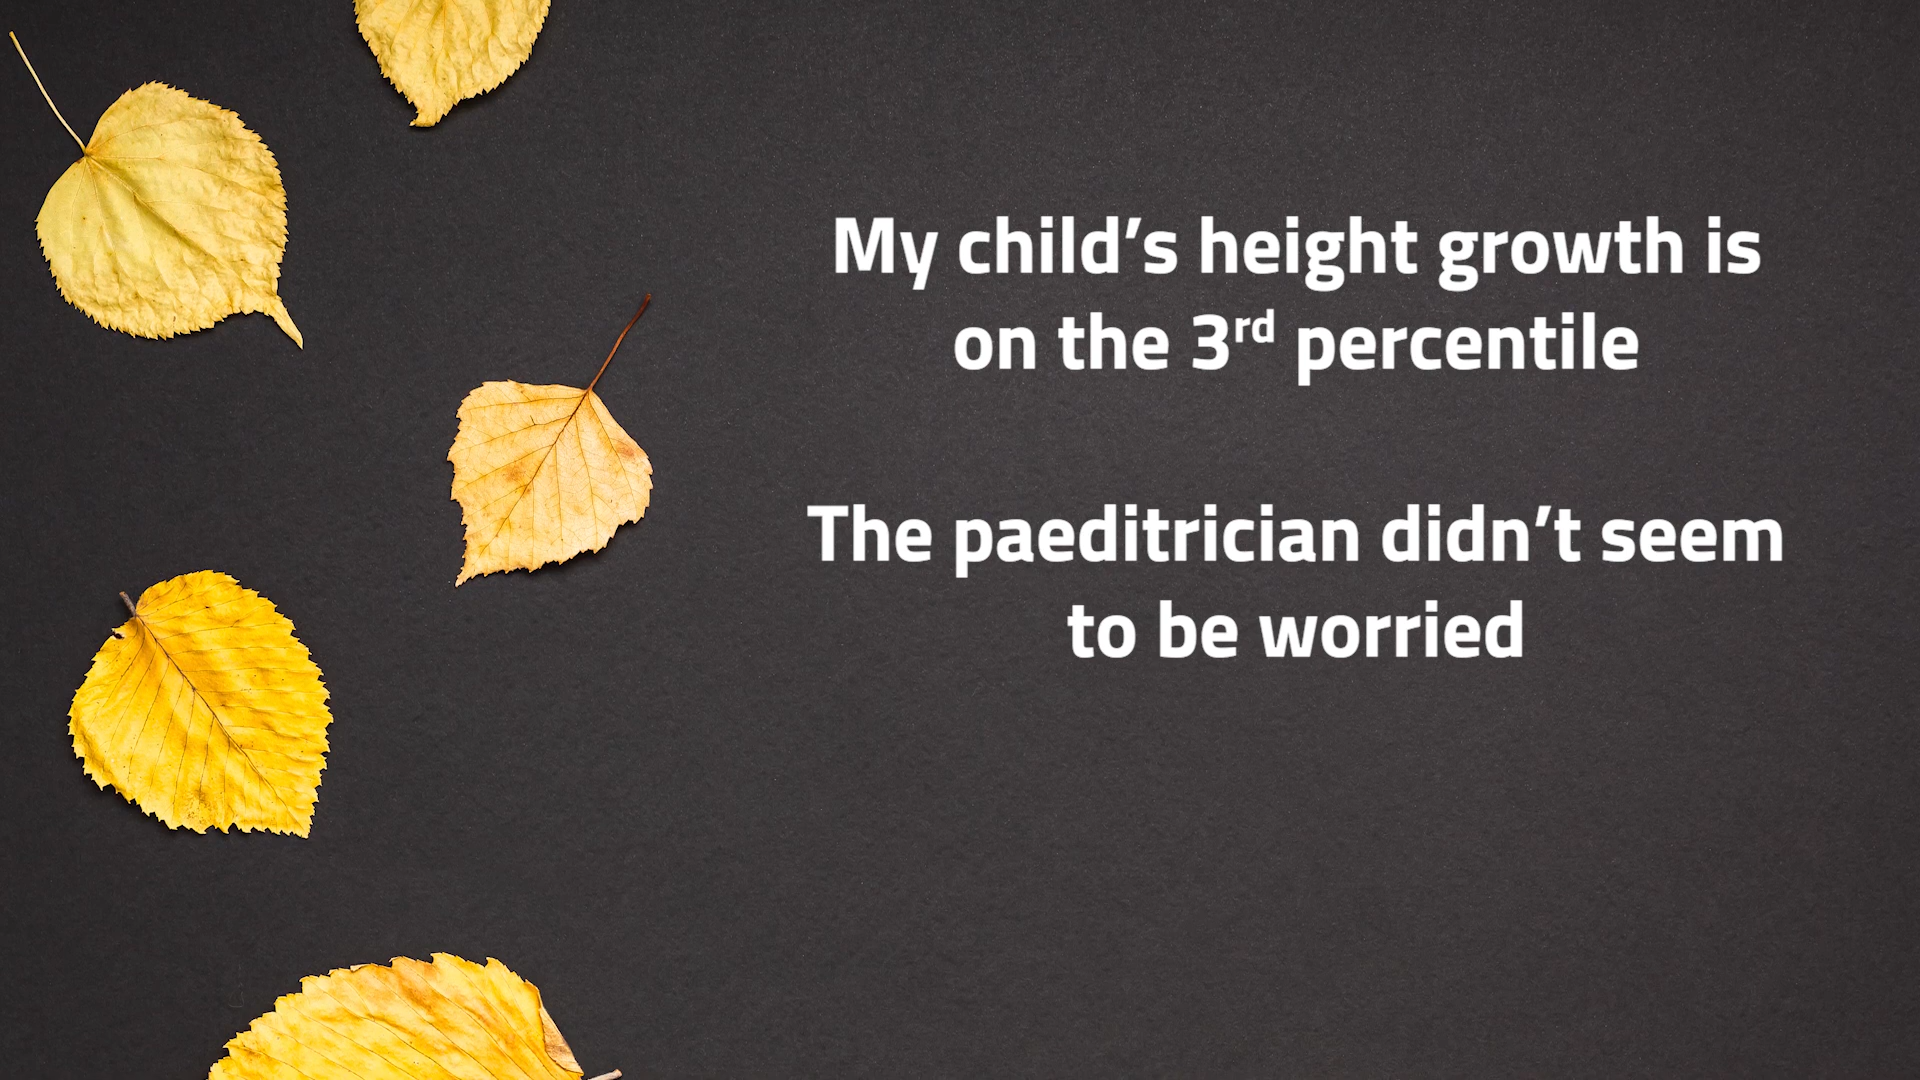 My child’s height growth is
on the 3rd percentile
The paeditrician didn’t seem
to be worried